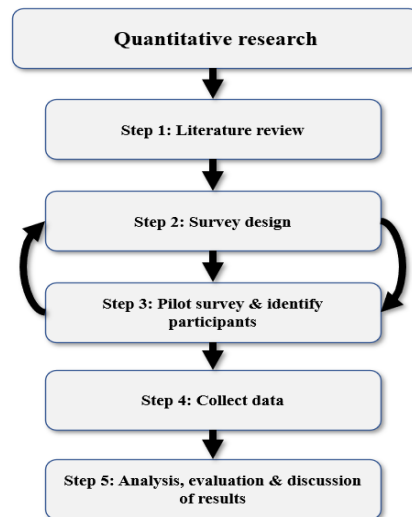 Quantitative research
Step 1: Literature review
Step 2: Survey design
Step 3: Pilot survey & identify
participants
Step 4: Collect data
Step 5: Analysis, evaluation & discussion
of results